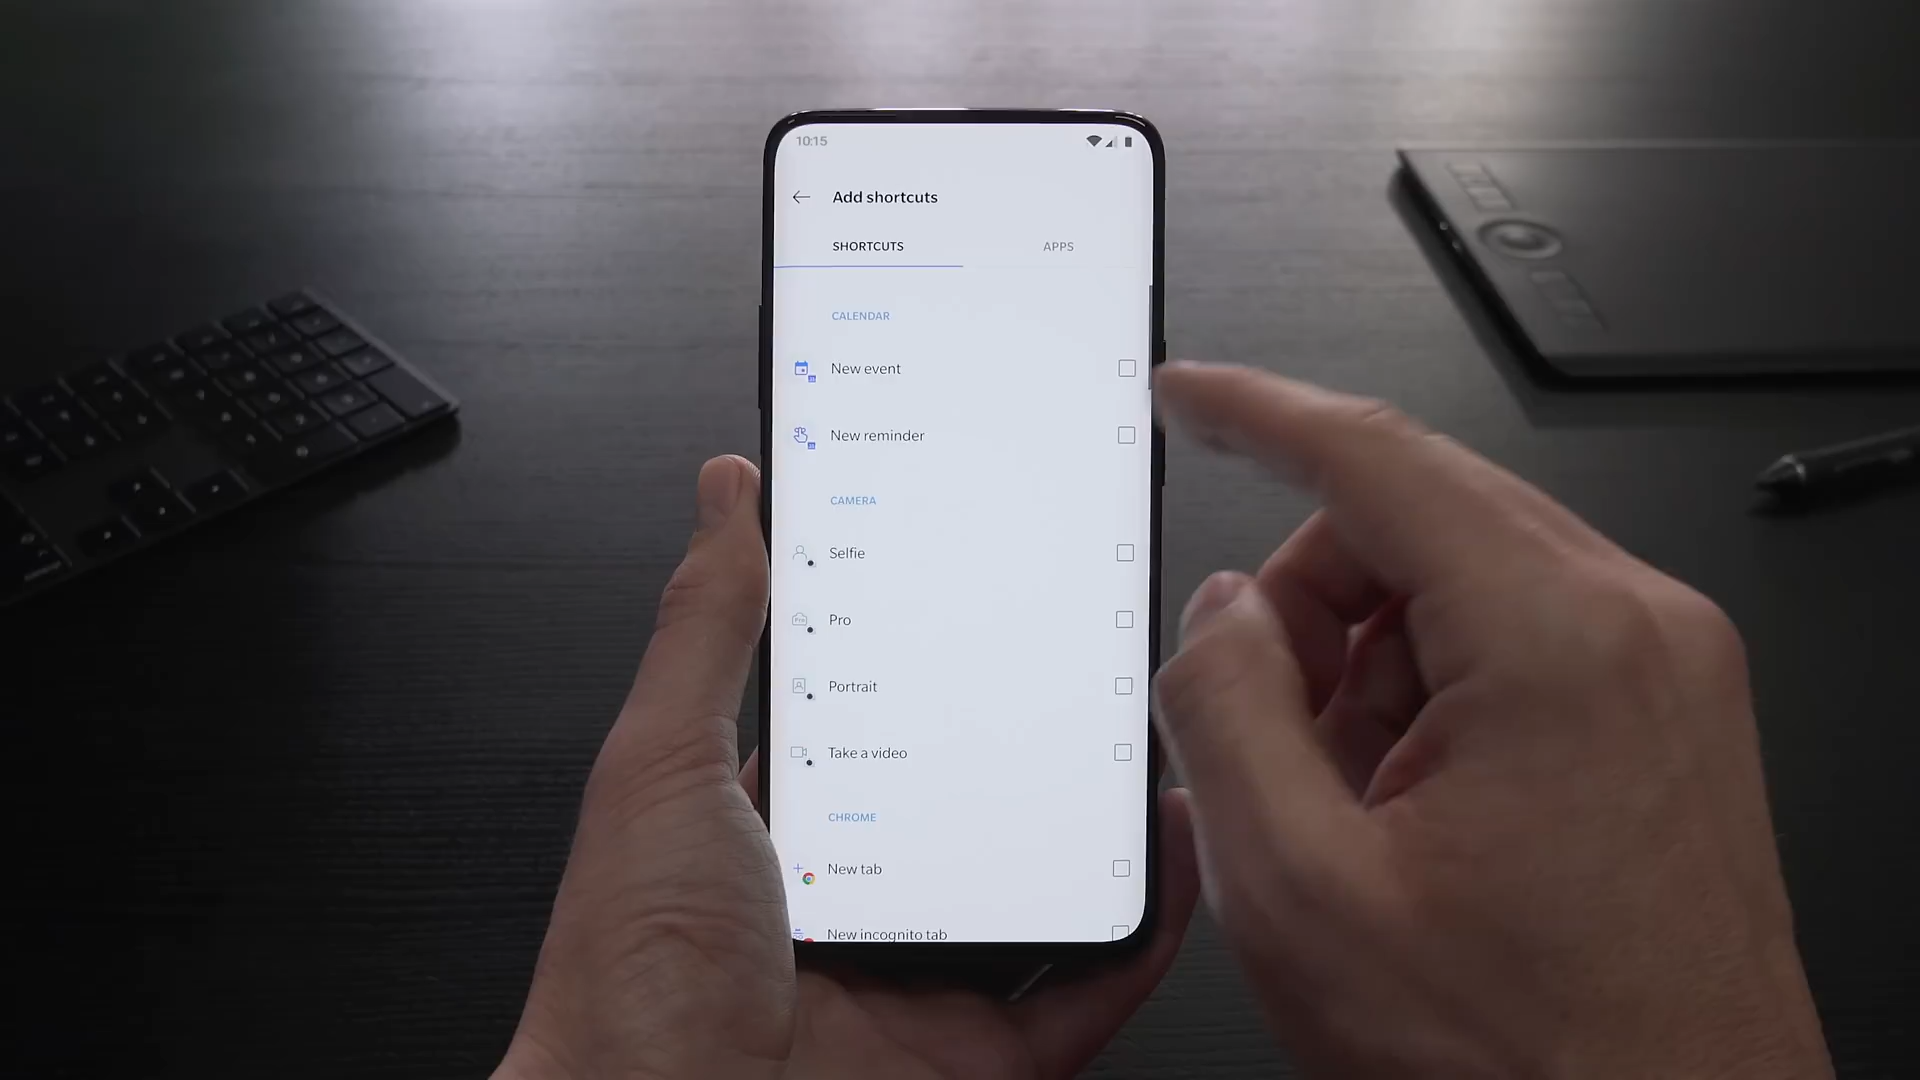 10:15
Add shortcuts
SHORTCUTS
APPS
CALENDAR
New event
New reminder
CAMERA
Selfie
Pro
Portrait
Take a video
CHROME
New tab
New incognito tab